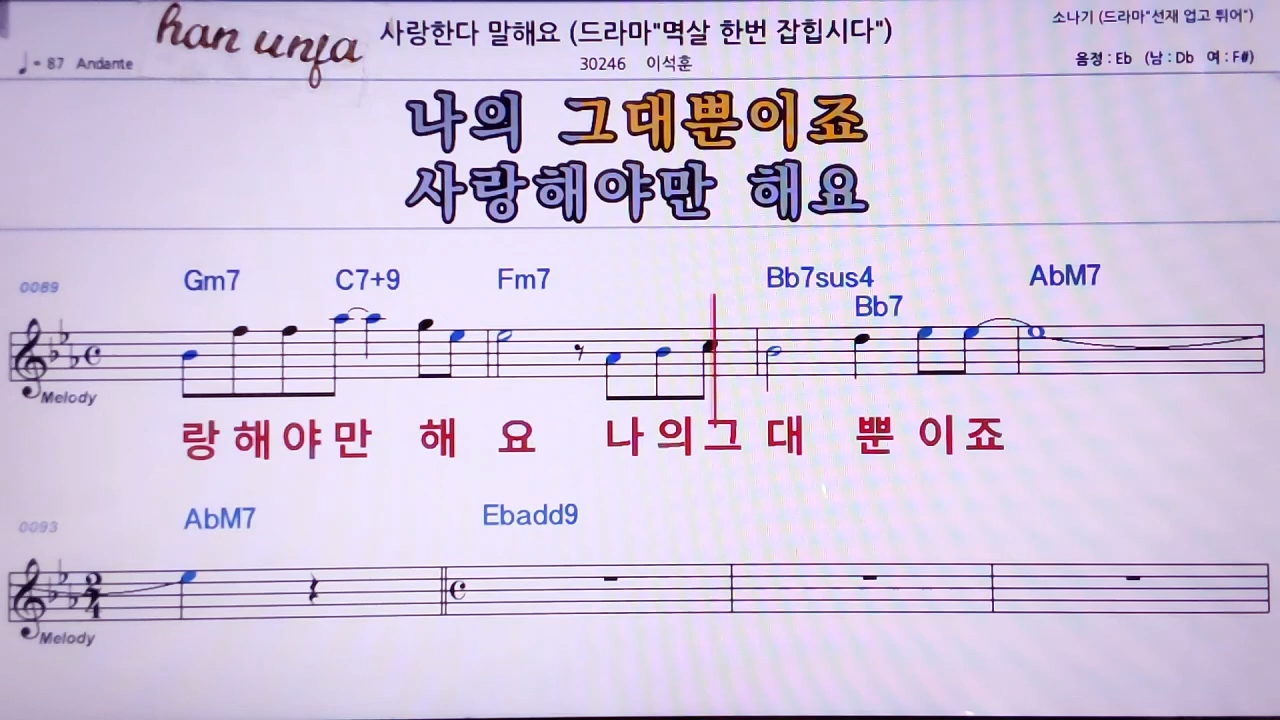 han unfa
사랑한다 말해요 (드라마"멱살 한번 잡힙시다")
소나기 (드라마"선재 업고 튀어")
♩= 87 Andante
30246 이석훈
음정 : Eb (남 : Db 여 : F#)
나의 그대뿐이죠
사랑해야만 해요
0089 Gm7 C7+9 Fm7 Bb7sus4 Bb7 AbM7
Melody
랑 해 야 만 해 요 나 의 그 대 뿐 이 죠
0093 AbM7 Ebadd9
2/4
Melody